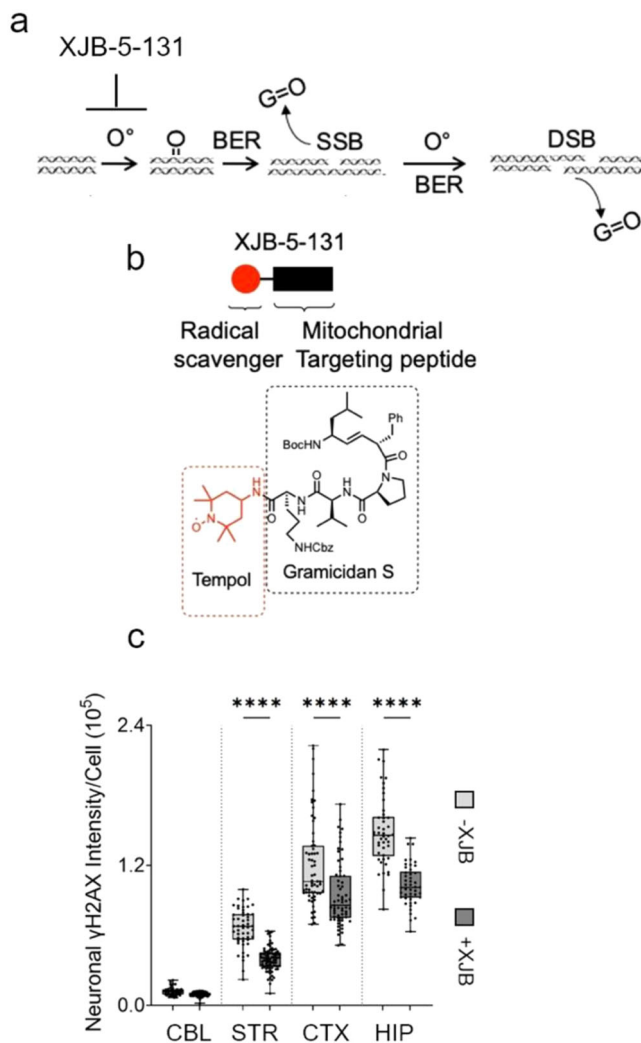 a
XJB-5-131
O°
O
BER
G=O
SSB
O°
BER
DSB
G=O
b
XJB-5-131
Radical scavenger
Mitochondrial Targeting peptide
BocHN
Ph
O
N
H
N
O
H
N
O
N
H
O
N
O
O
NHCbz
Tempol
Gramicidan S
c
Neuronal γH2AX Intensity/Cell (10⁵)
2.4
1.2
0.0
****
****
****
CBL
STR
CTX
HIP
-XJB
+XJB